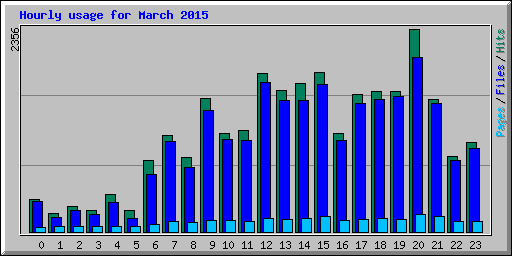 Hourly usage for March 2015
2356
Pages / Files / Hits
0 1 2 3 4 5 6 7 8 9 10 11 12 13 14 15 16 17 18 19 20 21 22 23